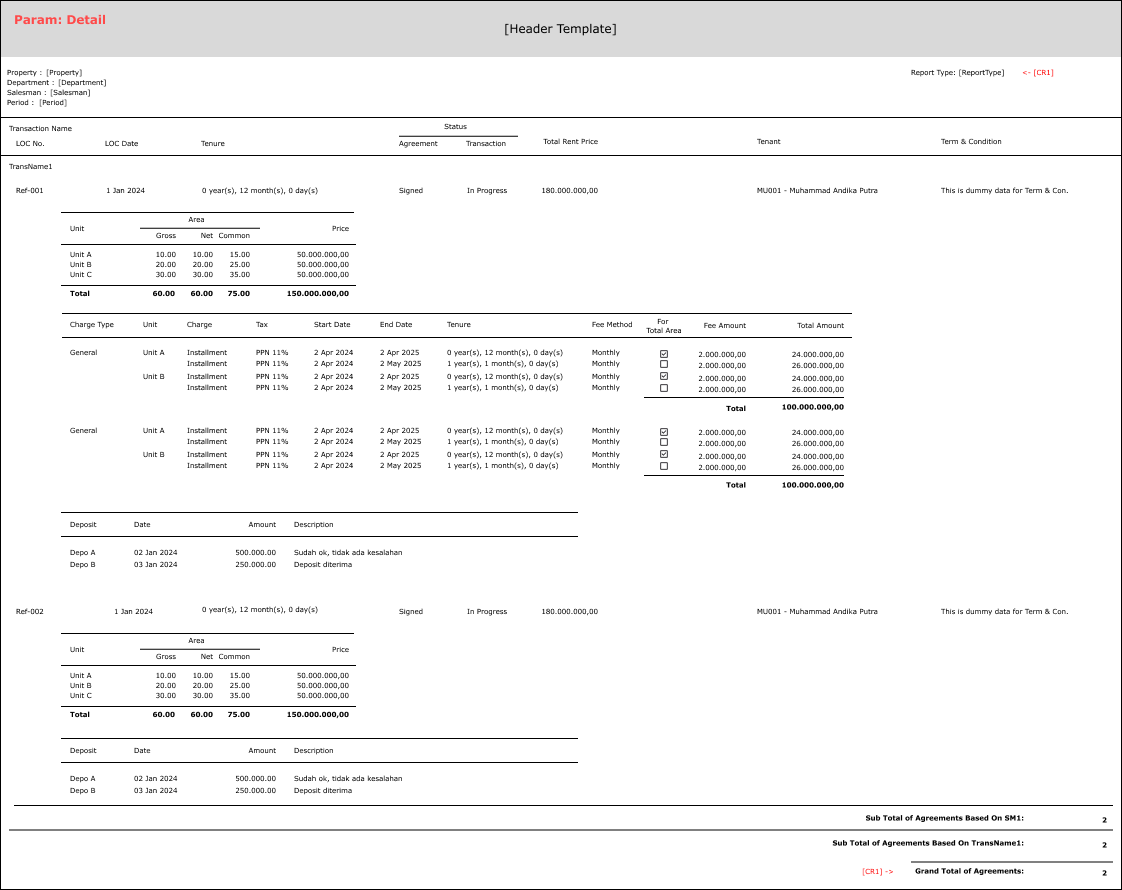 Param: Detail
[Header Template]
Property : [Property]
Report Type: [ReportType] <- [CR1]
Department : [Department]
Salesman : [Salesman]
Period : [Period]
Transaction Name Status
LOC No. LOC Date Tenure Agreement Transaction Total Rent Price Tenant Term & Condition
TransName1
Ref-001 1 Jan 2024 0 year(s), 12 month(s), 0 day(s) Signed In Progress 180.000.000,00 MU001 - Muhammad Andika Putra This is dummy data for Term & Con.
Area
Unit Price
Gross Net Common
Unit A 10.00 10.00 15.00 50.000.000,00
Unit B 20.00 20.00 25.00 50.000.000,00
Unit C 30.00 30.00 35.00 50.000.000,00
Total 60.00 60.00 75.00 150.000.000,00
Charge Type Unit Charge Tax Start Date End Date Tenure Fee Method For Total Area Fee Amount Total Amount
General Unit A Installment PPN 11% 2 Apr 2024 2 Apr 2025 0 year(s), 12 month(s), 0 day(s) Monthly 2.000.000,00 24.000.000,00
Installment PPN 11% 2 Apr 2024 2 May 2025 1 year(s), 1 month(s), 0 day(s) Monthly 2.000.000,00 26.000.000,00
Unit B Installment PPN 11% 2 Apr 2024 2 Apr 2025 0 year(s), 12 month(s), 0 day(s) Monthly 2.000.000,00 24.000.000,00
Installment PPN 11% 2 Apr 2024 2 May 2025 1 year(s), 1 month(s), 0 day(s) Monthly 2.000.000,00 26.000.000,00
Total 100.000.000,00
General Unit A Installment PPN 11% 2 Apr 2024 2 Apr 2025 0 year(s), 12 month(s), 0 day(s) Monthly 2.000.000,00 24.000.000,00
Installment PPN 11% 2 Apr 2024 2 May 2025 1 year(s), 1 month(s), 0 day(s) Monthly 2.000.000,00 26.000.000,00
Unit B Installment PPN 11% 2 Apr 2024 2 Apr 2025 0 year(s), 12 month(s), 0 day(s) Monthly 2.000.000,00 24.000.000,00
Installment PPN 11% 2 Apr 2024 2 May 2025 1 year(s), 1 month(s), 0 day(s) Monthly 2.000.000,00 26.000.000,00
Total 100.000.000,00
Deposit Date Amount Description
Depo A 02 Jan 2024 500.000.00 Sudah ok, tidak ada kesalahan
Depo B 03 Jan 2024 250.000.00 Deposit diterima
Ref-002 1 Jan 2024 0 year(s), 12 month(s), 0 day(s) Signed In Progress 180.000.000,00 MU001 - Muhammad Andika Putra This is dummy data for Term & Con.
Area
Unit Price
Gross Net Common
Unit A 10.00 10.00 15.00 50.000.000,00
Unit B 20.00 20.00 25.00 50.000.000,00
Unit C 30.00 30.00 35.00 50.000.000,00
Total 60.00 60.00 75.00 150.000.000,00
Deposit Date Amount Description
Depo A 02 Jan 2024 500.000.00 Sudah ok, tidak ada kesalahan
Depo B 03 Jan 2024 250.000.00 Deposit diterima
Sub Total of Agreements Based On SM1: 2
Sub Total of Agreements Based On TransName1: 2
[CR1] -> Grand Total of Agreements: 2